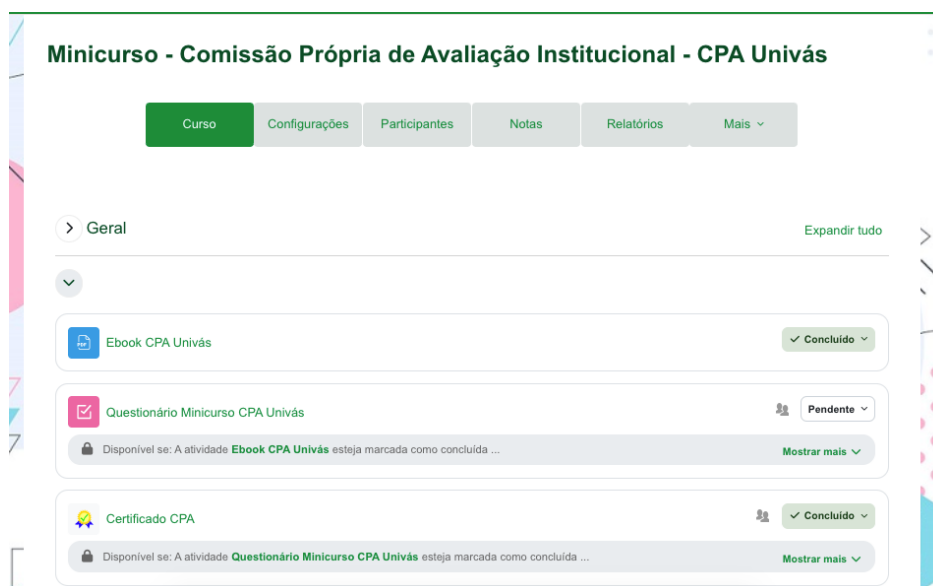 Minicurso - Comissão Própria de Avaliação Institucional - CPA Univás
Curso
Configurações
Participantes
Notas
Relatórios
Mais
Geral
Expandir tudo
PDF
Ebook CPA Univás
Concluído
Questionário Minicurso CPA Univás
Pendente
Disponível se: A atividade Ebook CPA Univás esteja marcada como concluída ...
Mostrar mais
Certificado CPA
Concluído
Disponível se: A atividade Questionário Minicurso CPA Univás esteja marcada como concluída ...
Mostrar mais